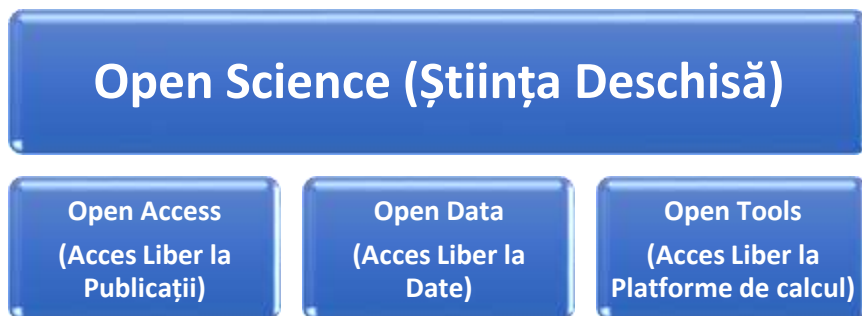 Open Science (Știința Deschisă)
Open Access
(Acces Liber la
Publicații)
Open Data
(Acces Liber la
Date)
Open Tools
(Acces Liber la
Platforme de calcul)